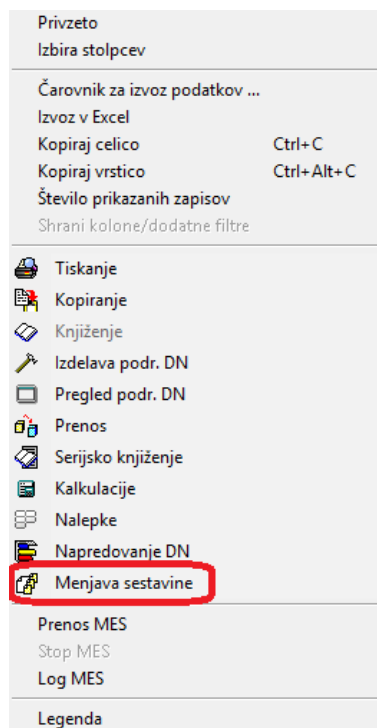 Privzeto
Izbira stolpcev
Čarovnik za izvoz podatkov ...
Izvoz v Excel
Kopiraj celico Ctrl+C
Kopiraj vrstico Ctrl+Alt+C
Število prikazanih zapisov
Shrani kolone/dodatne filtre
Tiskanje
Kopiranje
Knjiženje
Izdelava podr. DN
Pregled podr. DN
Prenos
Serijsko knjiženje
Kalkulacije
Nalepke
Napredovanje DN
Menjava sestavine
Prenos MES
Stop MES
Log MES
Legenda